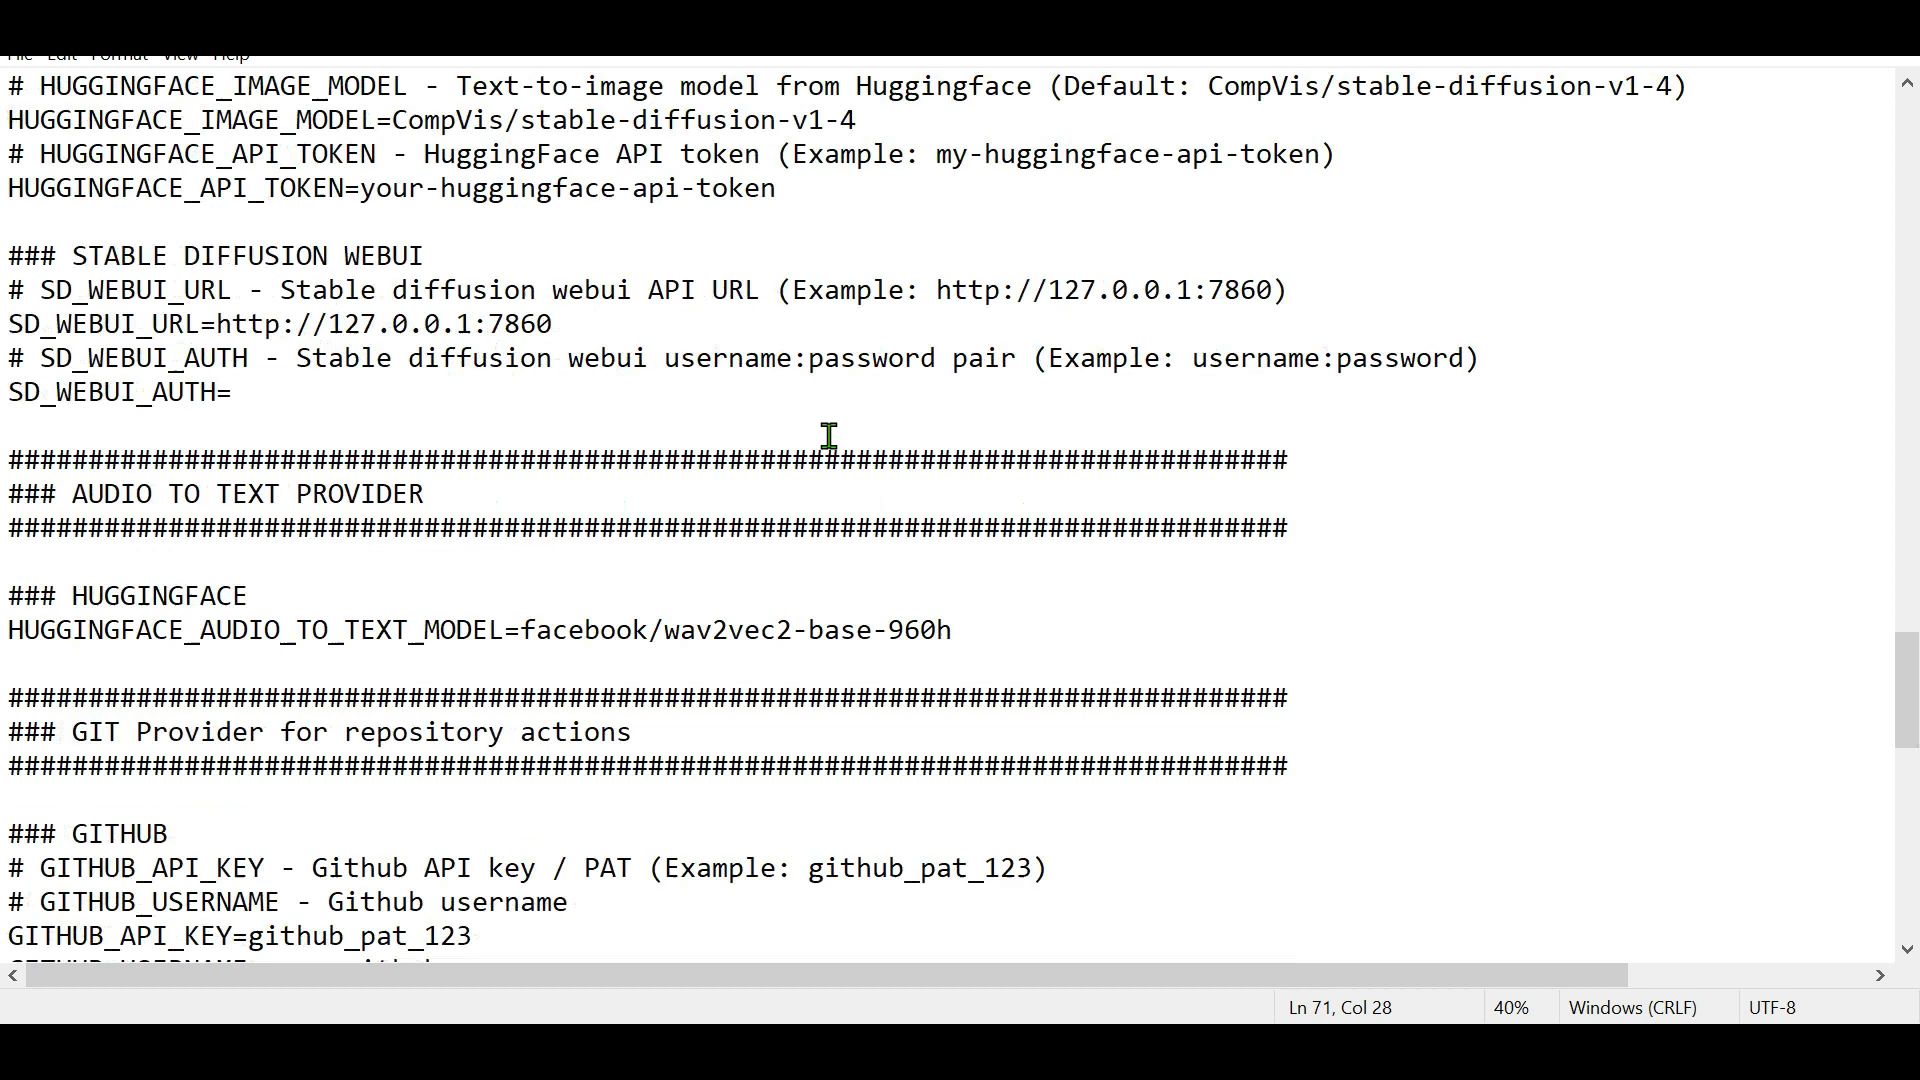 File Edit Format View Help
# HUGGINGFACE_IMAGE_MODEL - Text-to-image model from Huggingface (Default: CompVis/stable-diffusion-v1-4)
HUGGINGFACE_IMAGE_MODEL=CompVis/stable-diffusion-v1-4
# HUGGINGFACE_API_TOKEN - HuggingFace API token (Example: my-huggingface-api-token)
HUGGINGFACE_API_TOKEN=your-huggingface-api-token
### STABLE DIFFUSION WEBUI
# SD_WEBUI_URL - Stable diffusion webui API URL (Example: http://127.0.0.1:7860)
SD_WEBUI_URL=http://127.0.0.1:7860
# SD_WEBUI_AUTH - Stable diffusion webui username:password pair (Example: username:password)
SD_WEBUI_AUTH=
################################################################################
### AUDIO TO TEXT PROVIDER
################################################################################
### HUGGINGFACE
HUGGINGFACE_AUDIO_TO_TEXT_MODEL=facebook/wav2vec2-base-960h
################################################################################
### GIT Provider for repository actions
################################################################################
### GITHUB
# GITHUB_API_KEY - Github API key / PAT (Example: github_pat_123)
# GITHUB_USERNAME - Github username
GITHUB_API_KEY=github_pat_123
Ln 71, Col 28 40% Windows (CRLF) UTF-8